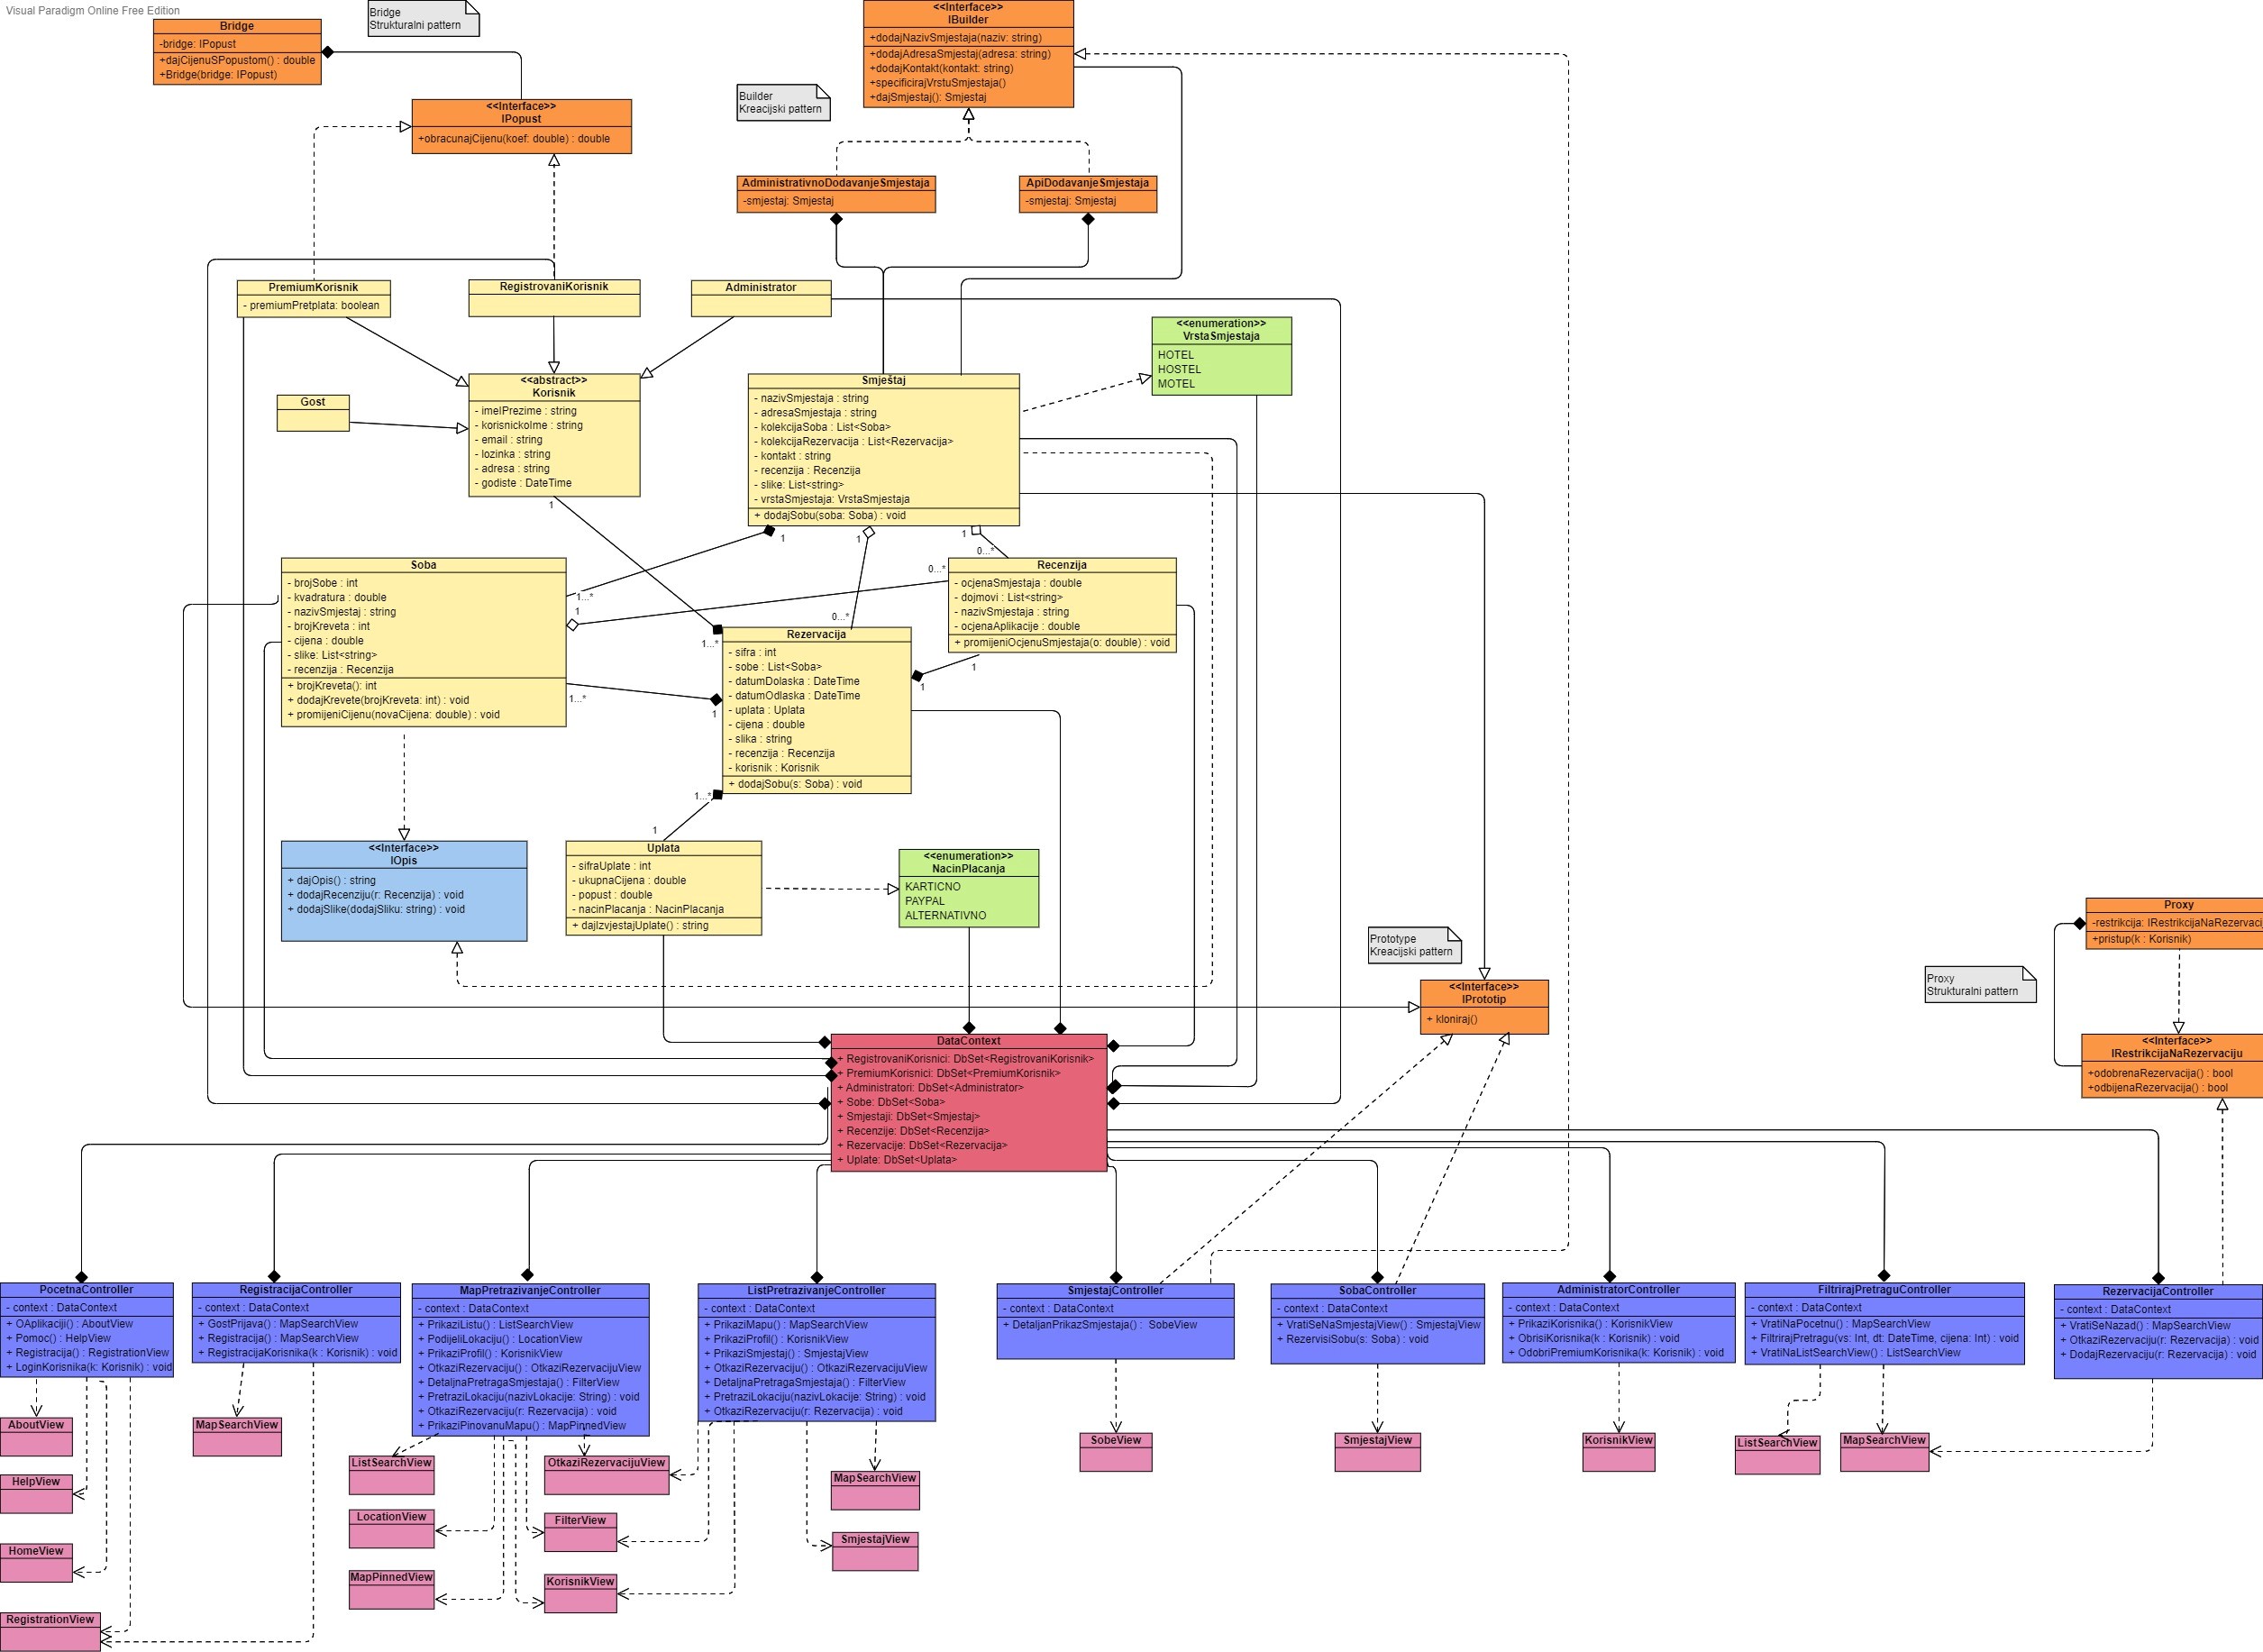 Visual Paradigm Online Free Edition
Bridge
-bridge: IPopust
+dajCijenuSPopustom() : double
+Bridge(bridge: IPopust)
Bridge
Strukturalni pattern
<<Interface>>
IPopust
+obracunajCijenu(koef: double) : double
<<Interface>>
IBuilder
+dodajNazivSmjestaja(naziv: string)
+dodajAdresaSmjestaj(adresa: string)
+dodajKontakt(kontakt: string)
+specificirajVrstuSmjestaja()
+dajSmjestaj(): Smjestaj
Builder
Kreacijski pattern
AdministrativnoDodavanjeSmjestaja
-smjestaj: Smjestaj
ApiDodavanjeSmjestaja
-smjestaj: Smjestaj
PremiumKorisnik
- premiumPretplata: boolean
RegistrovaniKorisnik
Administrator
<<enumeration>>
VrstaSmjestaja
HOTEL
HOSTEL
MOTEL
Gost
<<abstract>>
Korisnik
- imeIPrezime : string
- korisnickoIme : string
- email : string
- lozinka : string
- adresa : string
- godiste : DateTime
1
Smještaj
- nazivSmjestaja : string
- adresaSmjestaja : string
- kolekcijaSoba : List<Soba>
- kolekcijaRezervacija : List<Rezervacija>
- kontakt : string
- recenzija : Recenzija
- slike: List<string>
- vrstaSmjestaja: VrstaSmjestaja
+ dodajSobu(soba: Soba) : void
1
1
1
0...*
Soba
- brojSobe : int
- kvadratura : double
- nazivSmjestaj : string
- brojKreveta : int
- cijena : double
- slike: List<string>
- recenzija : Recenzija
+ brojKreveta(): int
+ dodajKrevete(brojKreveta: int) : void
+ promijeniCijenu(novaCijena: double) : void
1...*
1
0...*
0...*
1...*
1...*
1
Recenzija
- ocjenaSmjestaja : double
- dojmovi : List<string>
- nazivSmjestaja : string
- ocjenaAplikacije : double
+ promijeniOcjenuSmjestaja(o: double) : void
1
1
Rezervacija
- sifra : int
- sobe : List<Soba>
- datumDolaska : DateTime
- datumOdlaska : DateTime
- uplata : Uplata
- cijena : double
- slika : string
- recenzija : Recenzija
- korisnik : Korisnik
+ dodajSobu(s: Soba) : void
1...*
1
<<Interface>>
IOpis
+ dajOpis() : string
+ dodajRecenziju(r: Recenzija) : void
+ dodajSlike(dodajSliku: string) : void
Uplata
- sifraUplate : int
- ukupnaCijena : double
- popust : double
- nacinPlacanja : NacinPlacanja
+ dajIzvjestajUplate() : string
<<enumeration>>
NacinPlacanja
KARTICNO
PAYPAL
ALTERNATIVNO
Prototype
Kreacijski pattern
<<Interface>>
IPrototip
+ kloniraj()
Proxy
-restrikcija: IRestrikcijaNaRezervacij
+pristup(k : Korisnik)
Proxy
Strukturalni pattern
<<Interface>>
IRestrikcijaNaRezervaciju
+odobrenaRezervacija() : bool
+odbijenaRezervacija() : bool
DataContext
+ RegistrovaniKorisnici: DbSet<RegistrovaniKorisnik>
+ PremiumKorisnici: DbSet<PremiumKorisnik>
+ Administratori: DbSet<Administrator>
+ Sobe: DbSet<Soba>
+ Smjestaji: DbSet<Smjestaj>
+ Recenzije: DbSet<Recenzija>
+ Rezervacije: DbSet<Rezervacija>
+ Uplate: DbSet<Uplata>
PocetnaController
- context : DataContext
+ OAplikaciji() : AboutView
+ Pomoc() : HelpView
+ Registracija() : RegistrationView
+ LoginKorisnika(k: Korisnik) : void
RegistracijaController
- context : DataContext
+ GostPrijava() : MapSearchView
+ Registracija() : MapSearchView
+ RegistracijaKorisnika(k : Korisnik) : void
MapPretrazivanjeController
- context : DataContext
+ PrikaziListu() : ListSearchView
+ PodijeliLokaciju() : LocationView
+ PrikaziProfil() : KorisnikView
+ OtkaziRezervaciju() : OtkaziRezervacijuView
+ DetaljnaPretragaSmjestaja() : FilterView
+ PretraziLokaciju(nazivLokacije: String) : void
+ OtkaziRezervaciju(r: Rezervacija) : void
+ PrikaziPinovanuMapu() : MapPinnedView
ListPretrazivanjeController
- context : DataContext
+ PrikaziMapu() : MapSearchView
+ PrikaziProfil() : KorisnikView
+ PrikaziSmjestaj() : SmjestajView
+ OtkaziRezervaciju() : OtkaziRezervacijuView
+ DetaljnaPretragaSmjestaja() : FilterView
+ PretraziLokaciju(nazivLokacije: String) : void
+ OtkaziRezervaciju(r: Rezervacija) : void
SmjestajController
- context : DataContext
+ DetaljanPrikazSmjestaja() : SobeView
SobaController
- context : DataContext
+ VratiSeNaSmjestajView() : SmjestajView
+ RezervisiSobu(s: Soba) : void
AdministratorController
- context : DataContext
+ PrikaziKorisnika() : KorisnikView
+ ObrisiKorisnika(k : Korisnik) : void
+ OdobriPremiumKorisnika(k: Korisnik) : void
FiltrirajPretraguController
- context : DataContext
+ VratiNaPocetnu() : MapSearchView
+ FiltrirajPretragu(vs: Int, dt: DateTime, cijena: Int) : void
+ VratiNaListSearchView() : ListSearchView
RezervacijaController
- context : DataContext
+ VratiSeNazad() : MapSearchView
+ OtkaziRezervaciju(r: Rezervacija) : void
+ DodajRezervaciju(r: Rezervacija) : void
AboutView
HelpView
HomeView
RegistrationView
MapSearchView
ListSearchView
LocationView
MapPinnedView
OtkaziRezervacijuView
FilterView
KorisnikView
MapSearchView
SmjestajView
SobeView
SmjestajView
KorisnikView
ListSearchView
MapSearchView